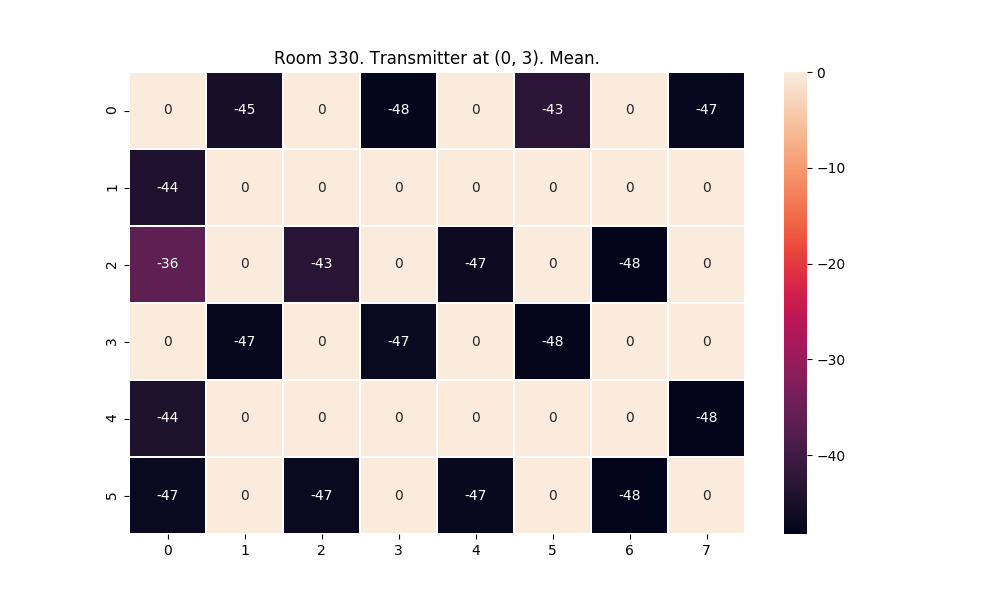 Room 330. Transmitter at (0, 3). Mean.
0 0 -45 0 -48 0 -43 0 -47
1 -44 0 0 0 0 0 0 0
2 -36 0 -43 0 -47 0 -48 0
3 0 -47 0 -47 0 -48 0 0
4 -44 0 0 0 0 0 0 -48
5 -47 0 -47 0 -47 0 -48 0
0 1 2 3 4 5 6 7
0
−10
−20
−30
−40